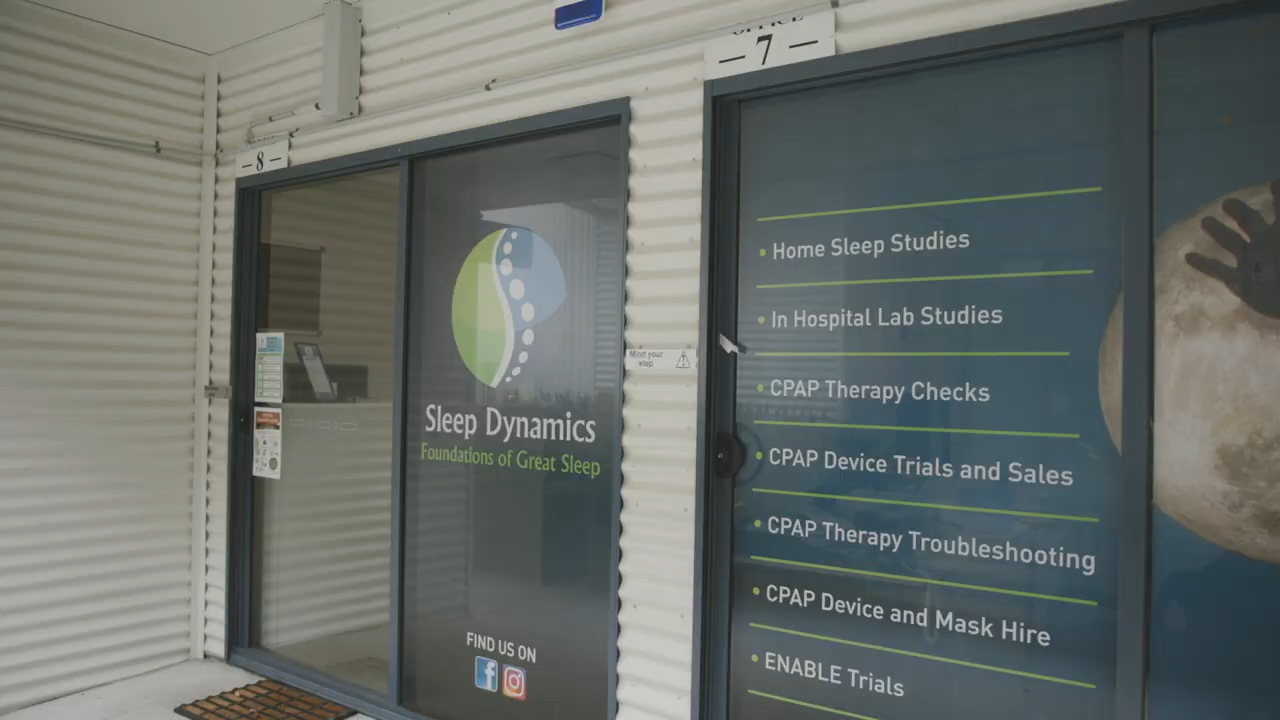 OFFICE
— 7 —
— 8 —
Home Sleep Studies
In Hospital Lab Studies
Mind your
step
CPAP Therapy Checks
Sleep Dynamics
Foundations of Great Sleep
CPAP Device Trials and Sales
CPAP Therapy Troubleshooting
CPAP Device and Mask Hire
FIND US ON
ENABLE Trials